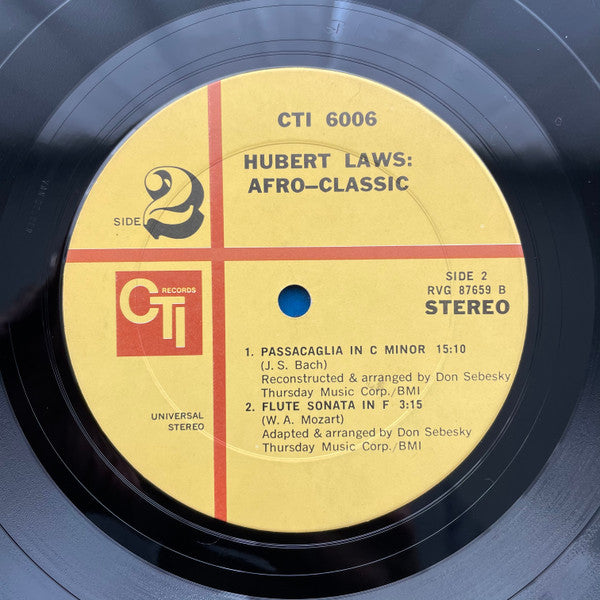 CTI 6006
HUBERT LAWS:
AFRO–CLASSIC
SIDE 2
CTI RECORDS
SIDE 2
RVG 87659 B
STEREO
1. PASSACAGLIA IN C MINOR 15:10
(J. S. Bach)
Reconstructed & arranged by Don Sebesky
Thursday Music Corp./BMI
2. FLUTE SONATA IN F 3:15
(W. A. Mozart)
Adapted & arranged by Don Sebesky
Thursday Music Corp./BMI
UNIVERSAL
STEREO